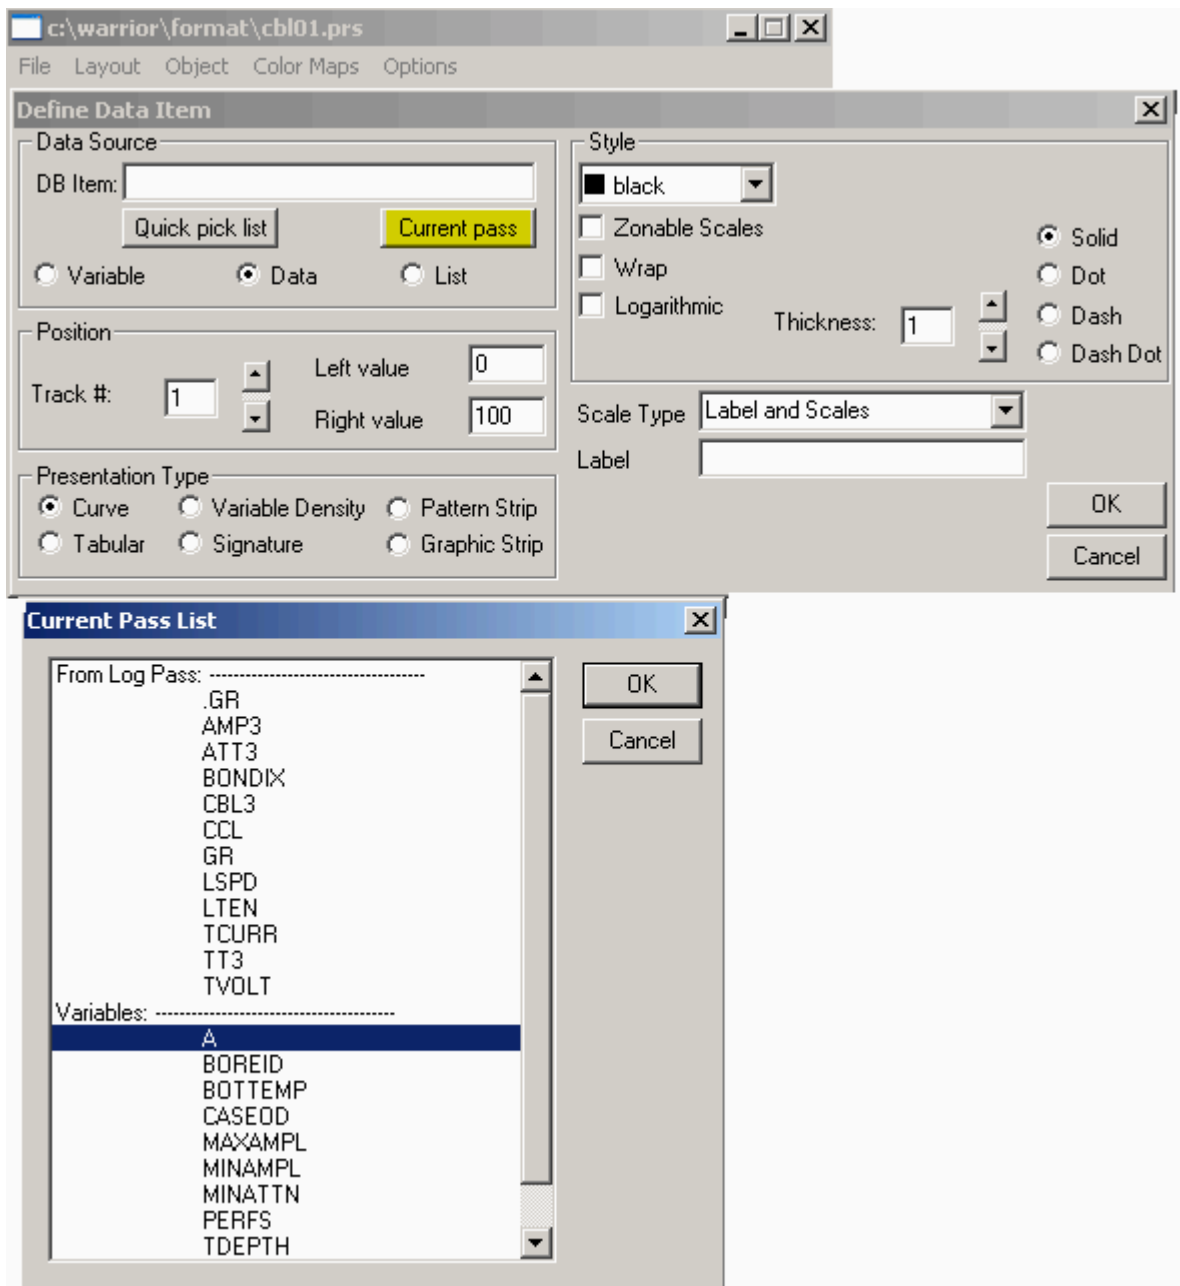 c:\warrior\format\cbl01.prs
File Layout Object Color Maps Options
Define Data Item
Data Source
DB Item:
Quick pick list Current pass
Variable Data List
Position
Track #: 1
Left value 0
Right value 100
Presentation Type
Curve Variable Density Pattern Strip
Tabular Signature Graphic Strip
Style
black
Zonable Scales
Wrap
Logarithmic
Thickness: 1
Solid
Dot
Dash
Dash Dot
Scale Type Label and Scales
Label
OK
Cancel
Current Pass List
From Log Pass: ------------------------------------
.GR
AMP3
ATT3
BONDIX
CBL3
CCL
GR
LSPD
LTEN
TCURR
TT3
TVOLT
Variables: ----------------------------------------
A
BOREID
BOTTEMP
CASEOD
MAXAMPL
MINAMPL
MINATTN
PERFS
TDEPTH
OK
Cancel